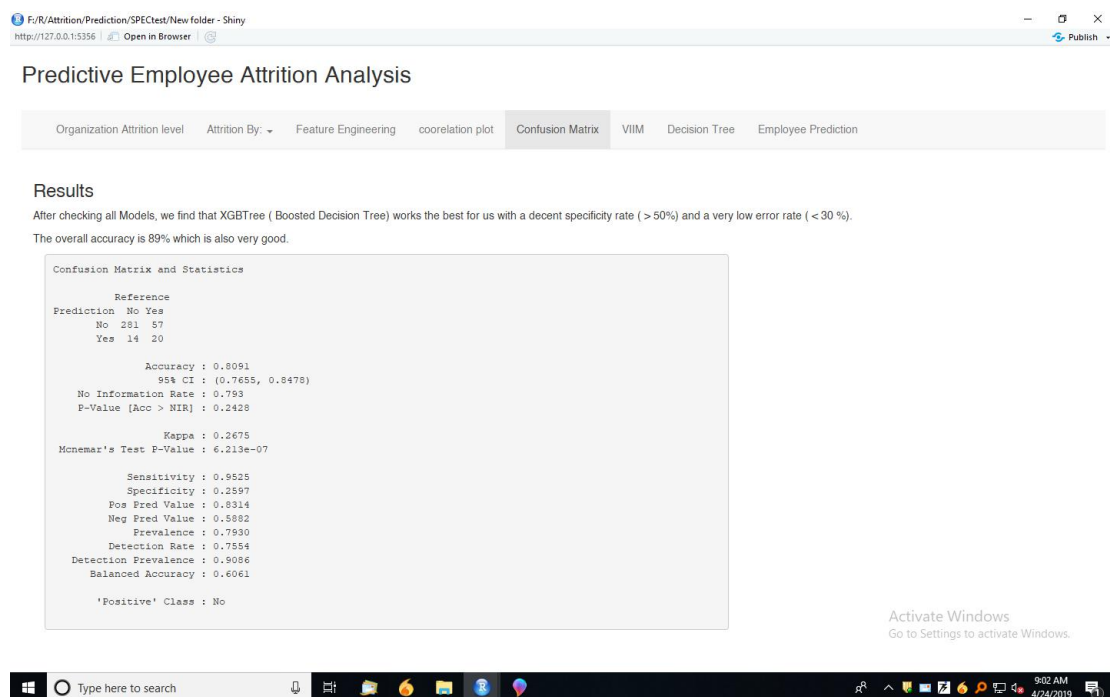 F:/R/Attrition/Prediction/SPECtest/New folder - Shiny
http://127.0.0.1:5356 Open in Browser Publish
Predictive Employee Attrition Analysis
Organization Attrition level Attrition By: Feature Engineering coorelation plot Confusion Matrix VIIM Decision Tree Employee Prediction
Results
After checking all Models, we find that XGBTree ( Boosted Decision Tree) works the best for us with a decent specificity rate ( > 50%) and a very low error rate ( < 30 %).
The overall accuracy is 89% which is also very good.
Confusion Matrix and Statistics
Reference
Prediction No Yes
No 281 57
Yes 14 20
Accuracy : 0.8091
95% CI : (0.7655, 0.8478)
No Information Rate : 0.793
P-Value [Acc > NIR] : 0.2428
Kappa : 0.2675
Mcnemar's Test P-Value : 6.213e-07
Sensitivity : 0.9525
Specificity : 0.2597
Pos Pred Value : 0.8314
Neg Pred Value : 0.5882
Prevalence : 0.7930
Detection Rate : 0.7554
Detection Prevalence : 0.9086
Balanced Accuracy : 0.6061
'Positive' Class : No
Activate Windows
Go to Settings to activate Windows.
Type here to search
9:02 AM
4/24/2019